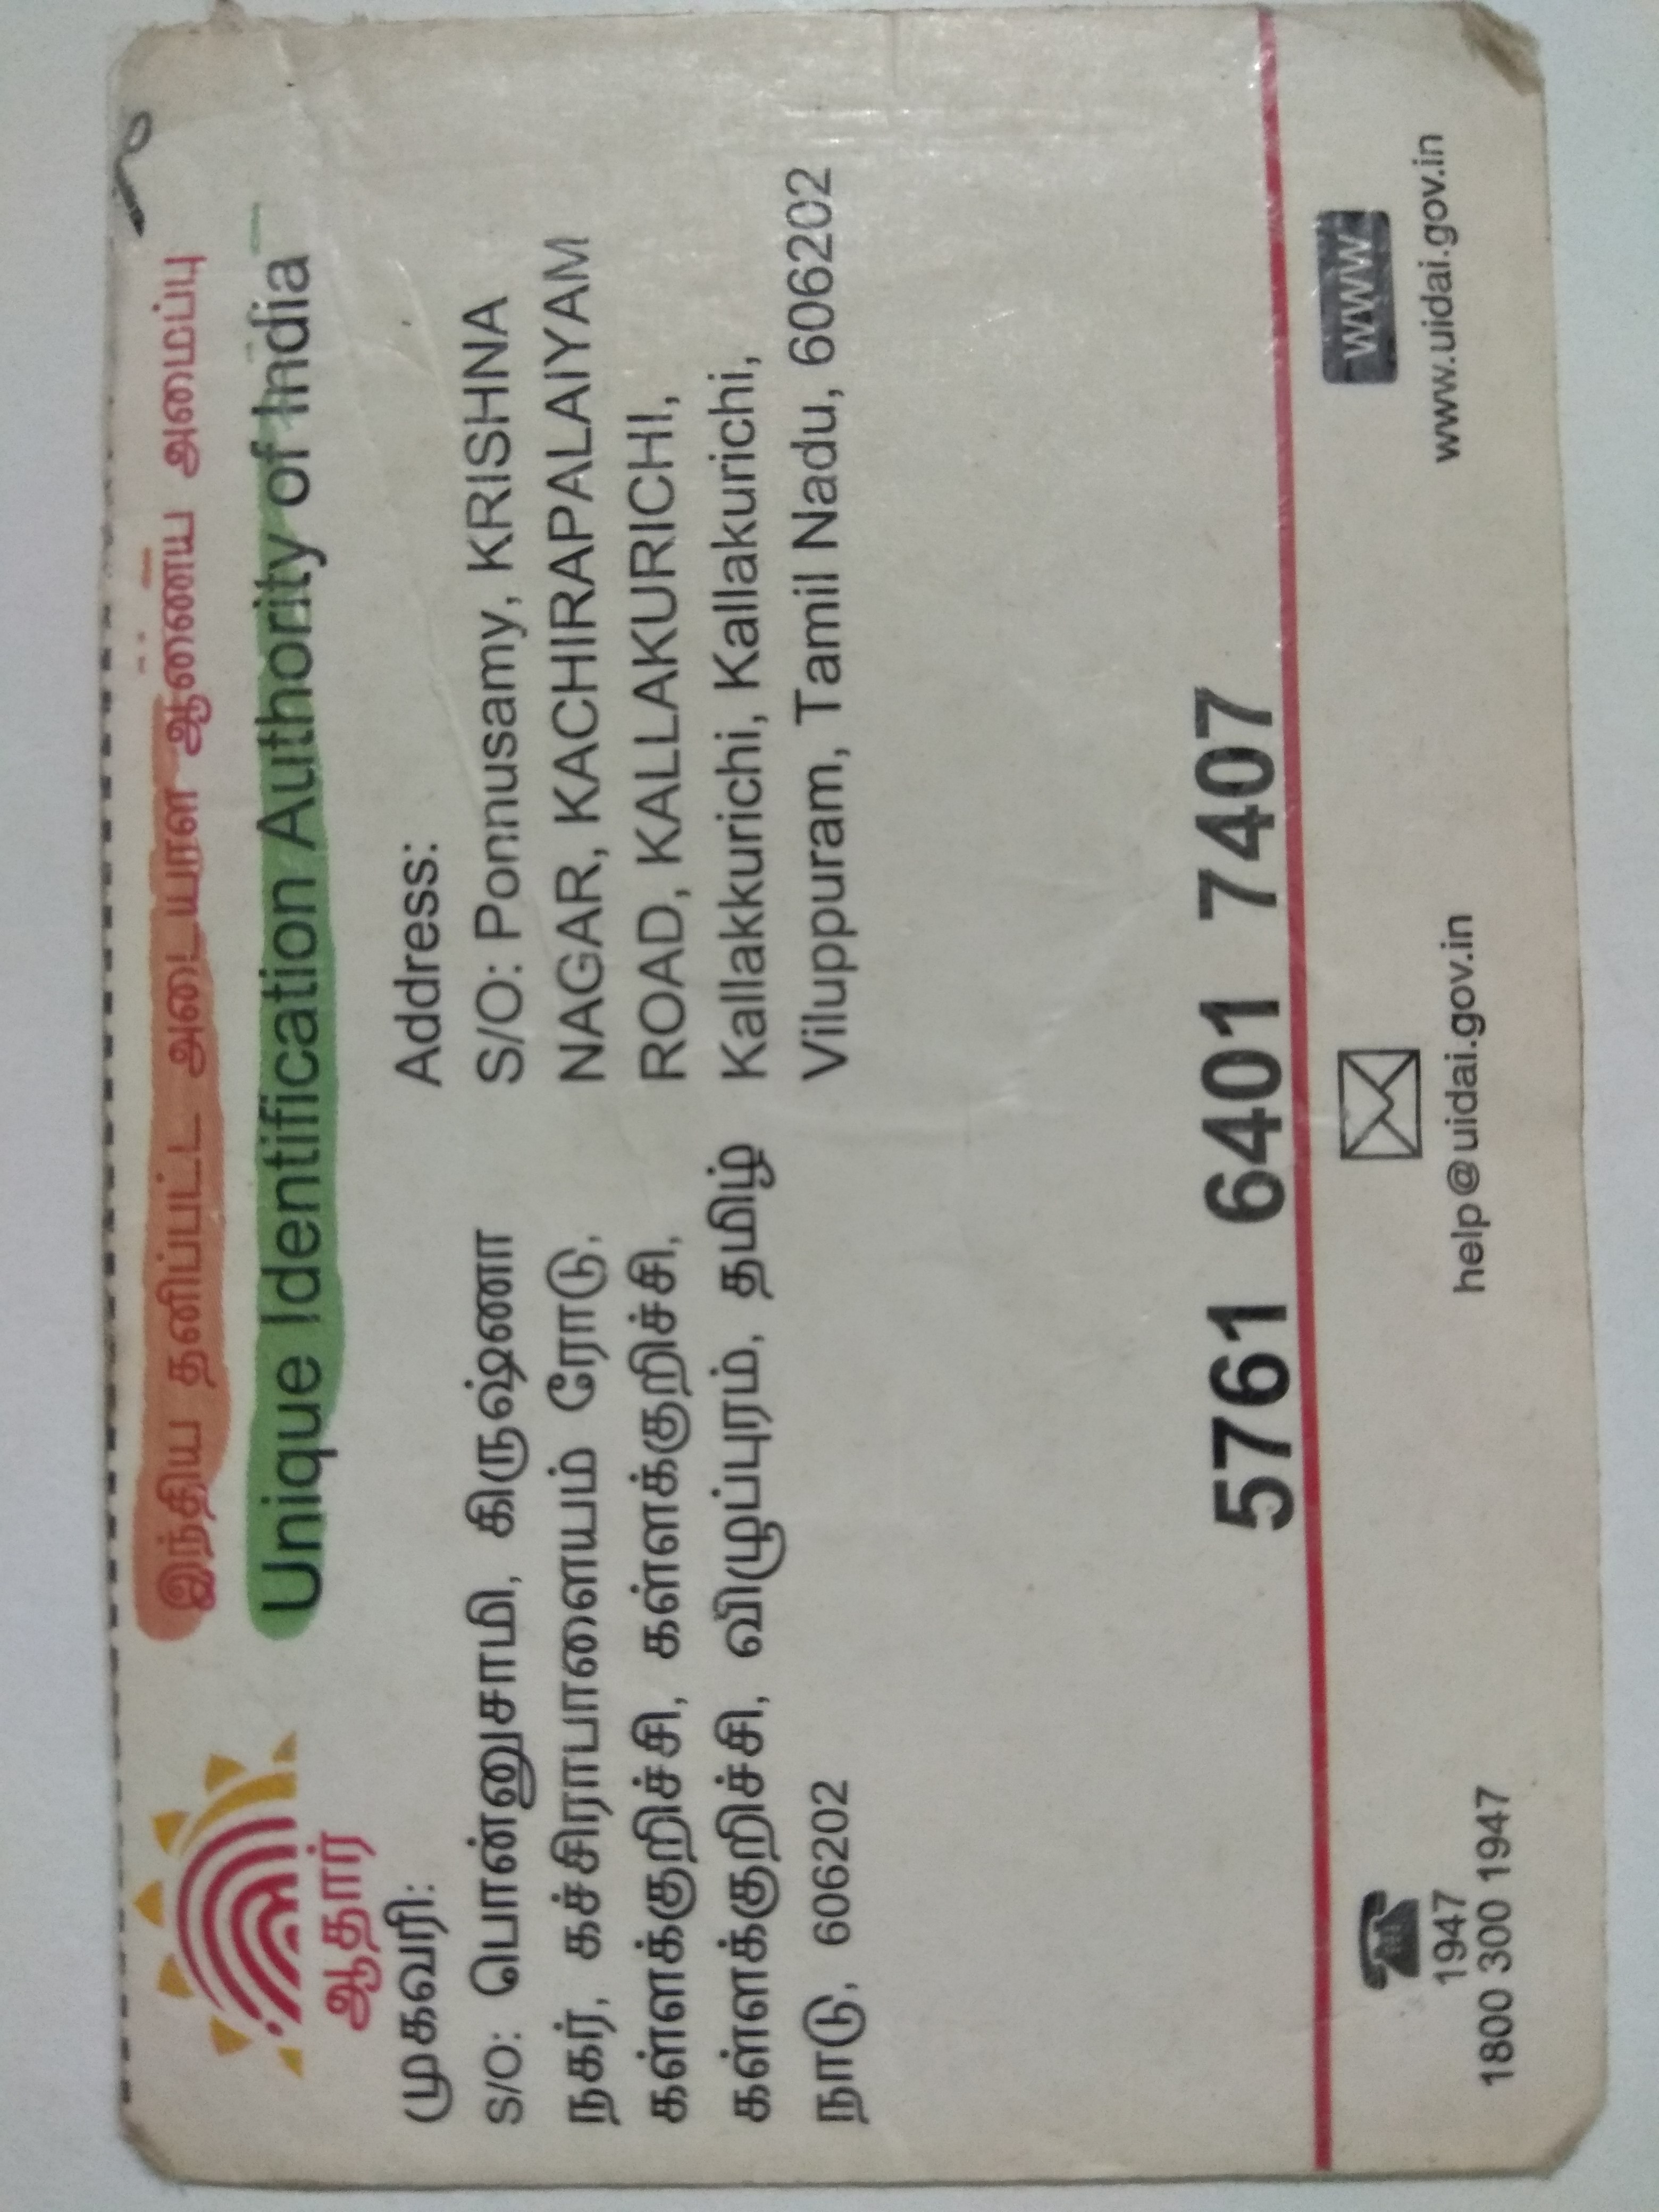 இந்திய தனிப்பட்ட அடையாள ஆணைய அமைப்பு
Unique Identification Authority of India
ஆதார்
முகவரி:
S/O: பொன்னுசாமி, கிருஷ்ணா
நகர், கச்சிராபாளையம் ரோடு,
கள்ளக்குறிச்சி, கள்ளக்குறிச்சி,
கள்ளக்குறிச்சி, விழுப்புரம், தமிழ்
நாடு, 606202
Address:
S/O: Ponnusamy, KRISHNA
NAGAR, KACHIRAPALAIYAM
ROAD, KALLAKURICHI,
Kallakkurichi, Kallakurichi,
Viluppuram, Tamil Nadu, 606202
5761 6401 7407
1947
1800 300 1947
help@uidai.gov.in
WWW
www.uidai.gov.in